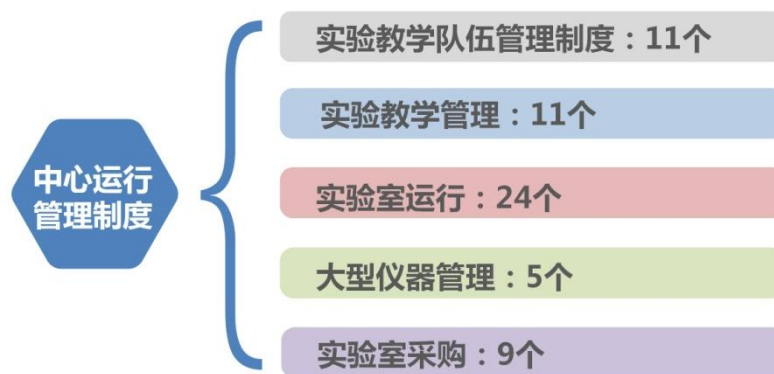 中心运行
管理制度
实验教学队伍管理制度：11个
实验教学管理：11个
实验室运行：24个
大型仪器管理：5个
实验室采购：9个